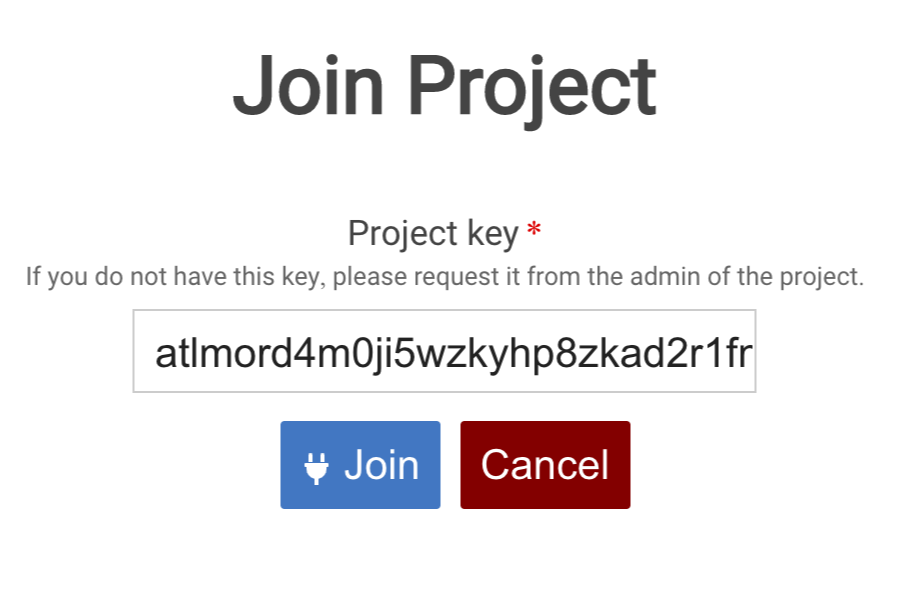 Join Project
Project key *
If you do not have this key, please request it from the admin of the project.
atlmord4m0ji5wzkyhp8zkad2r1fr
Join Cancel